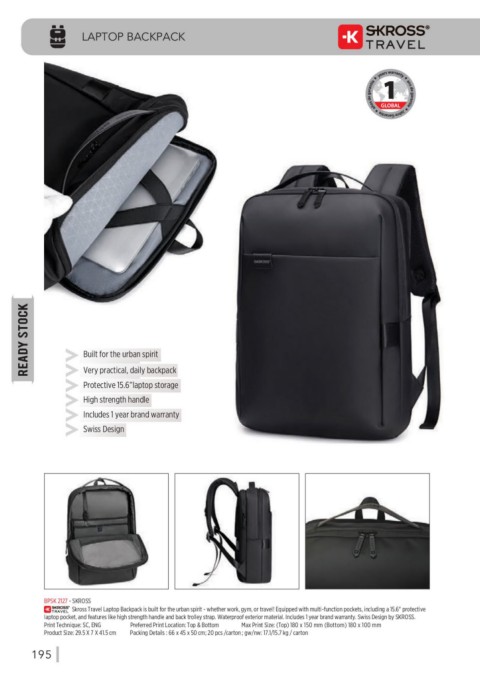 LAPTOP BACKPACK
SKROSS®
TRAVEL
1
GLOBAL
SKROSS
READY STOCK
Built for the urban spirit
Very practical, daily backpack
Protective 15.6"laptop storage
High strength handle
Includes 1 year brand warranty
Swiss Design
BPSK 2127 - SKROSS
SKROSS TRAVEL Skross Travel Laptop Backpack is built for the urban spirit - whether work, gym, or travel! Equipped with multi-function pockets, including a 15.6" protective
laptop pocket, and features like high strength handle and back trolley strap. Waterproof exterior material. Includes 1 year brand warranty. Swiss Design by SKROSS.
Print Technique: SC, ENG Preferred Print Location: Top & Bottom Max Print Size: (Top) 180 x 150 mm (Bottom) 180 x 100 mm
Product Size: 29.5 X 7 X 41.5 cm Packing Details : 66 x 45 x 50 cm; 20 pcs /carton ; gw/nw: 17.1/15.7 kg / carton
195